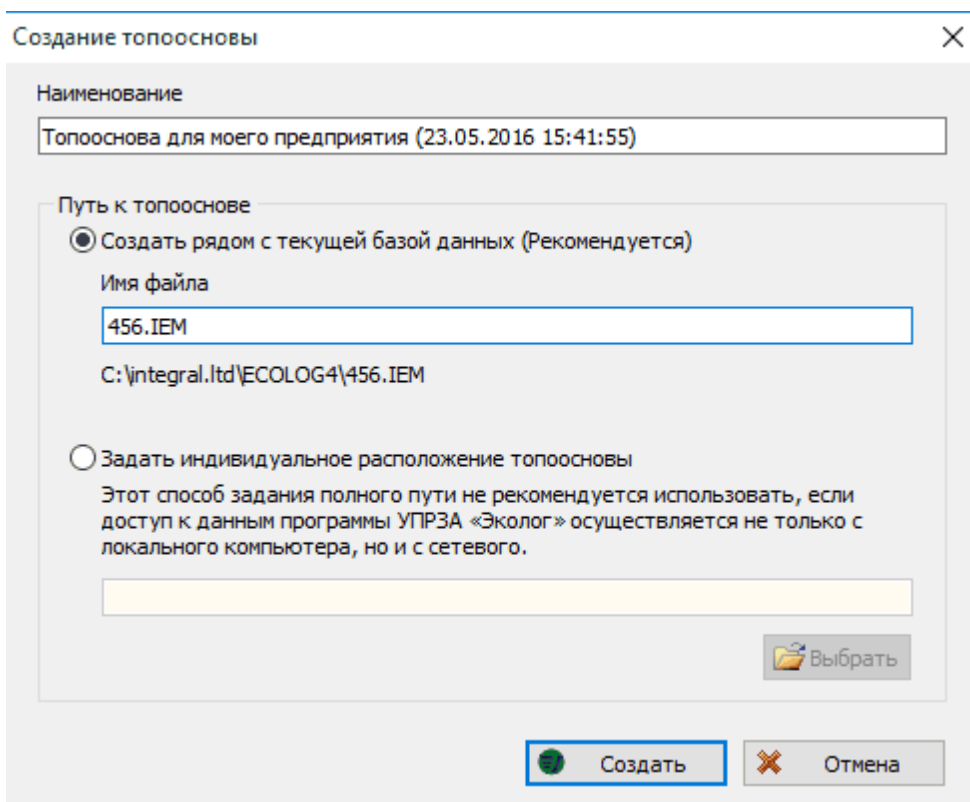 Создание топоосновы
Наименование
Топооснова для моего предприятия (23.05.2016 15:41:55)
Путь к топооснове
Создать рядом с текущей базой данных (Рекомендуется)
Имя файла
456.IEM
C:\integral.ltd\ECOLOG4\456.IEM
Задать индивидуальное расположение топоосновы
Этот способ задания полного пути не рекомендуется использовать, если
доступ к данным программы УПРЗА «Эколог» осуществляется не только с
локального компьютера, но и с сетевого.
Выбрать
Создать
Отмена